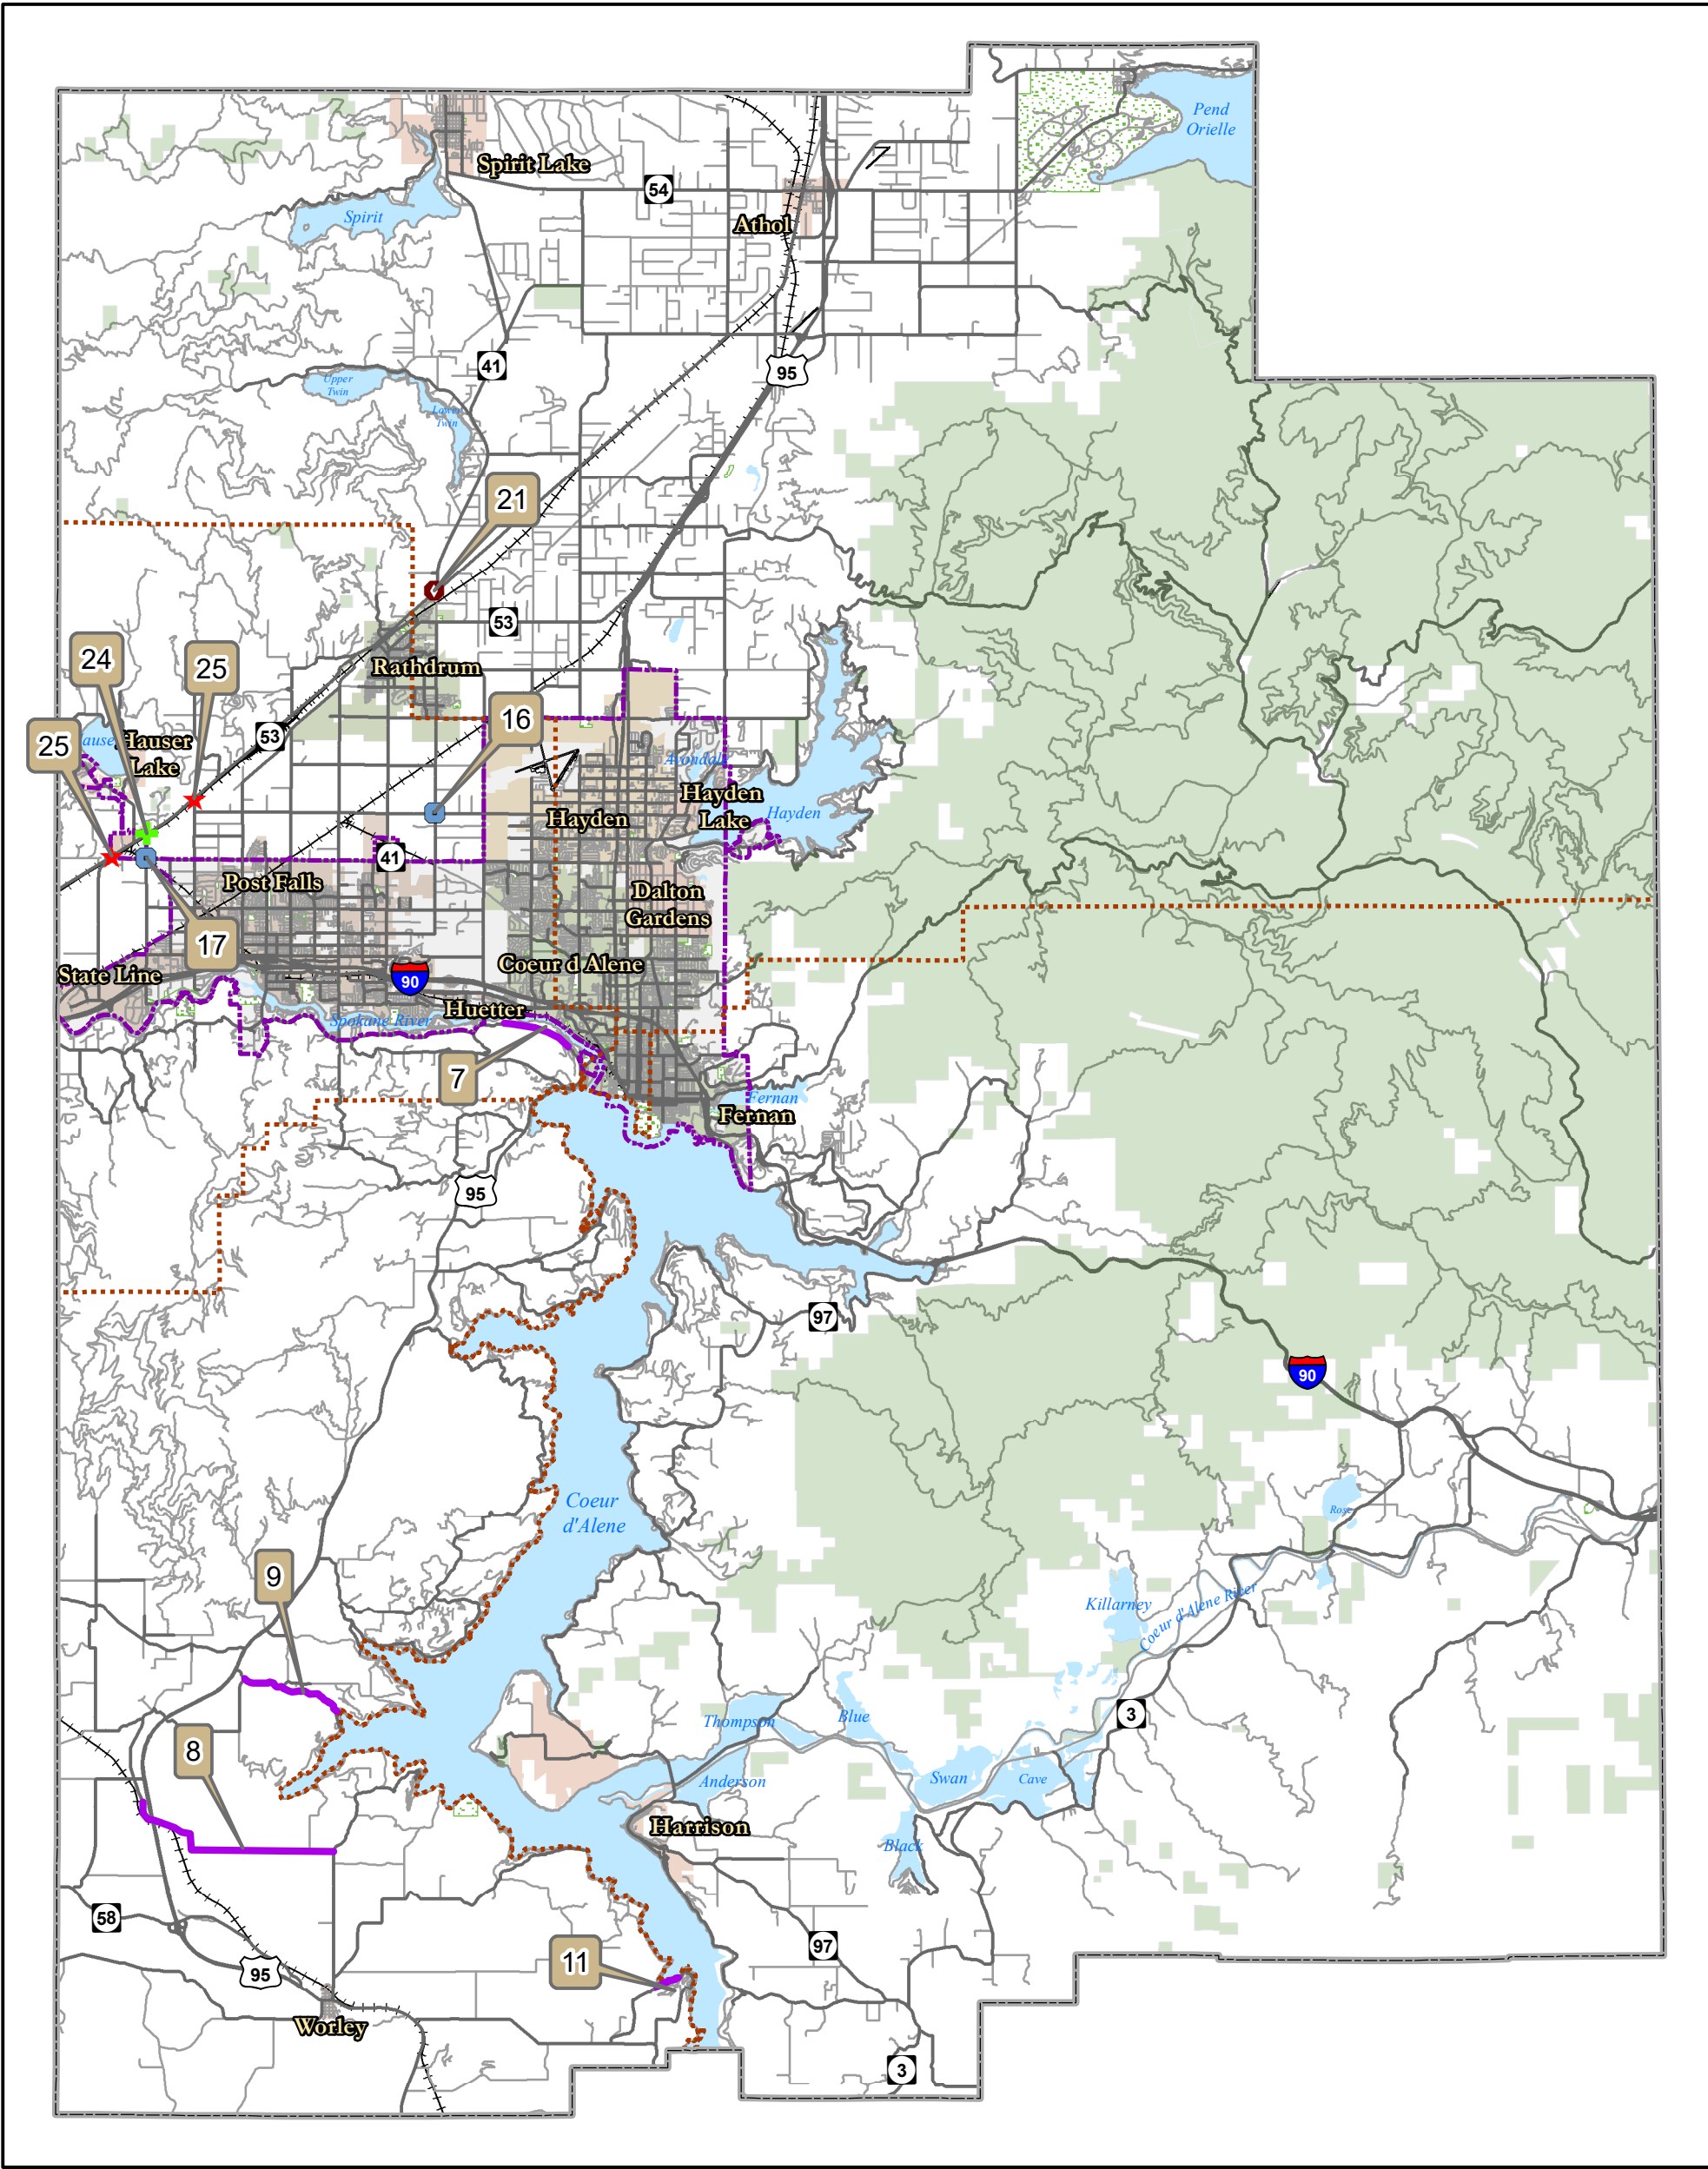 Pend
Orielle
Spirit Lake
54
Spirit
Athol
41
95
Upper
Twin
Lower
Twin
21
53
24
25
Rathdrum
16
25
53
Hauser
Lake
Avondale
Hayden
Lake
Hayden
Hayden
41
Post Falls
Dalton
Gardens
17
State Line
Coeur d Alene
90
Huetter
Spokane River
7
Fernan
Fernan
95
97
90
Coeur
d'Alene
Rose
9
Killarney
Coeur d'Alene River
3
Thompson
Blue
8
Anderson
Swan
Cave
Harrison
Black
58
97
11
95
Worley
3